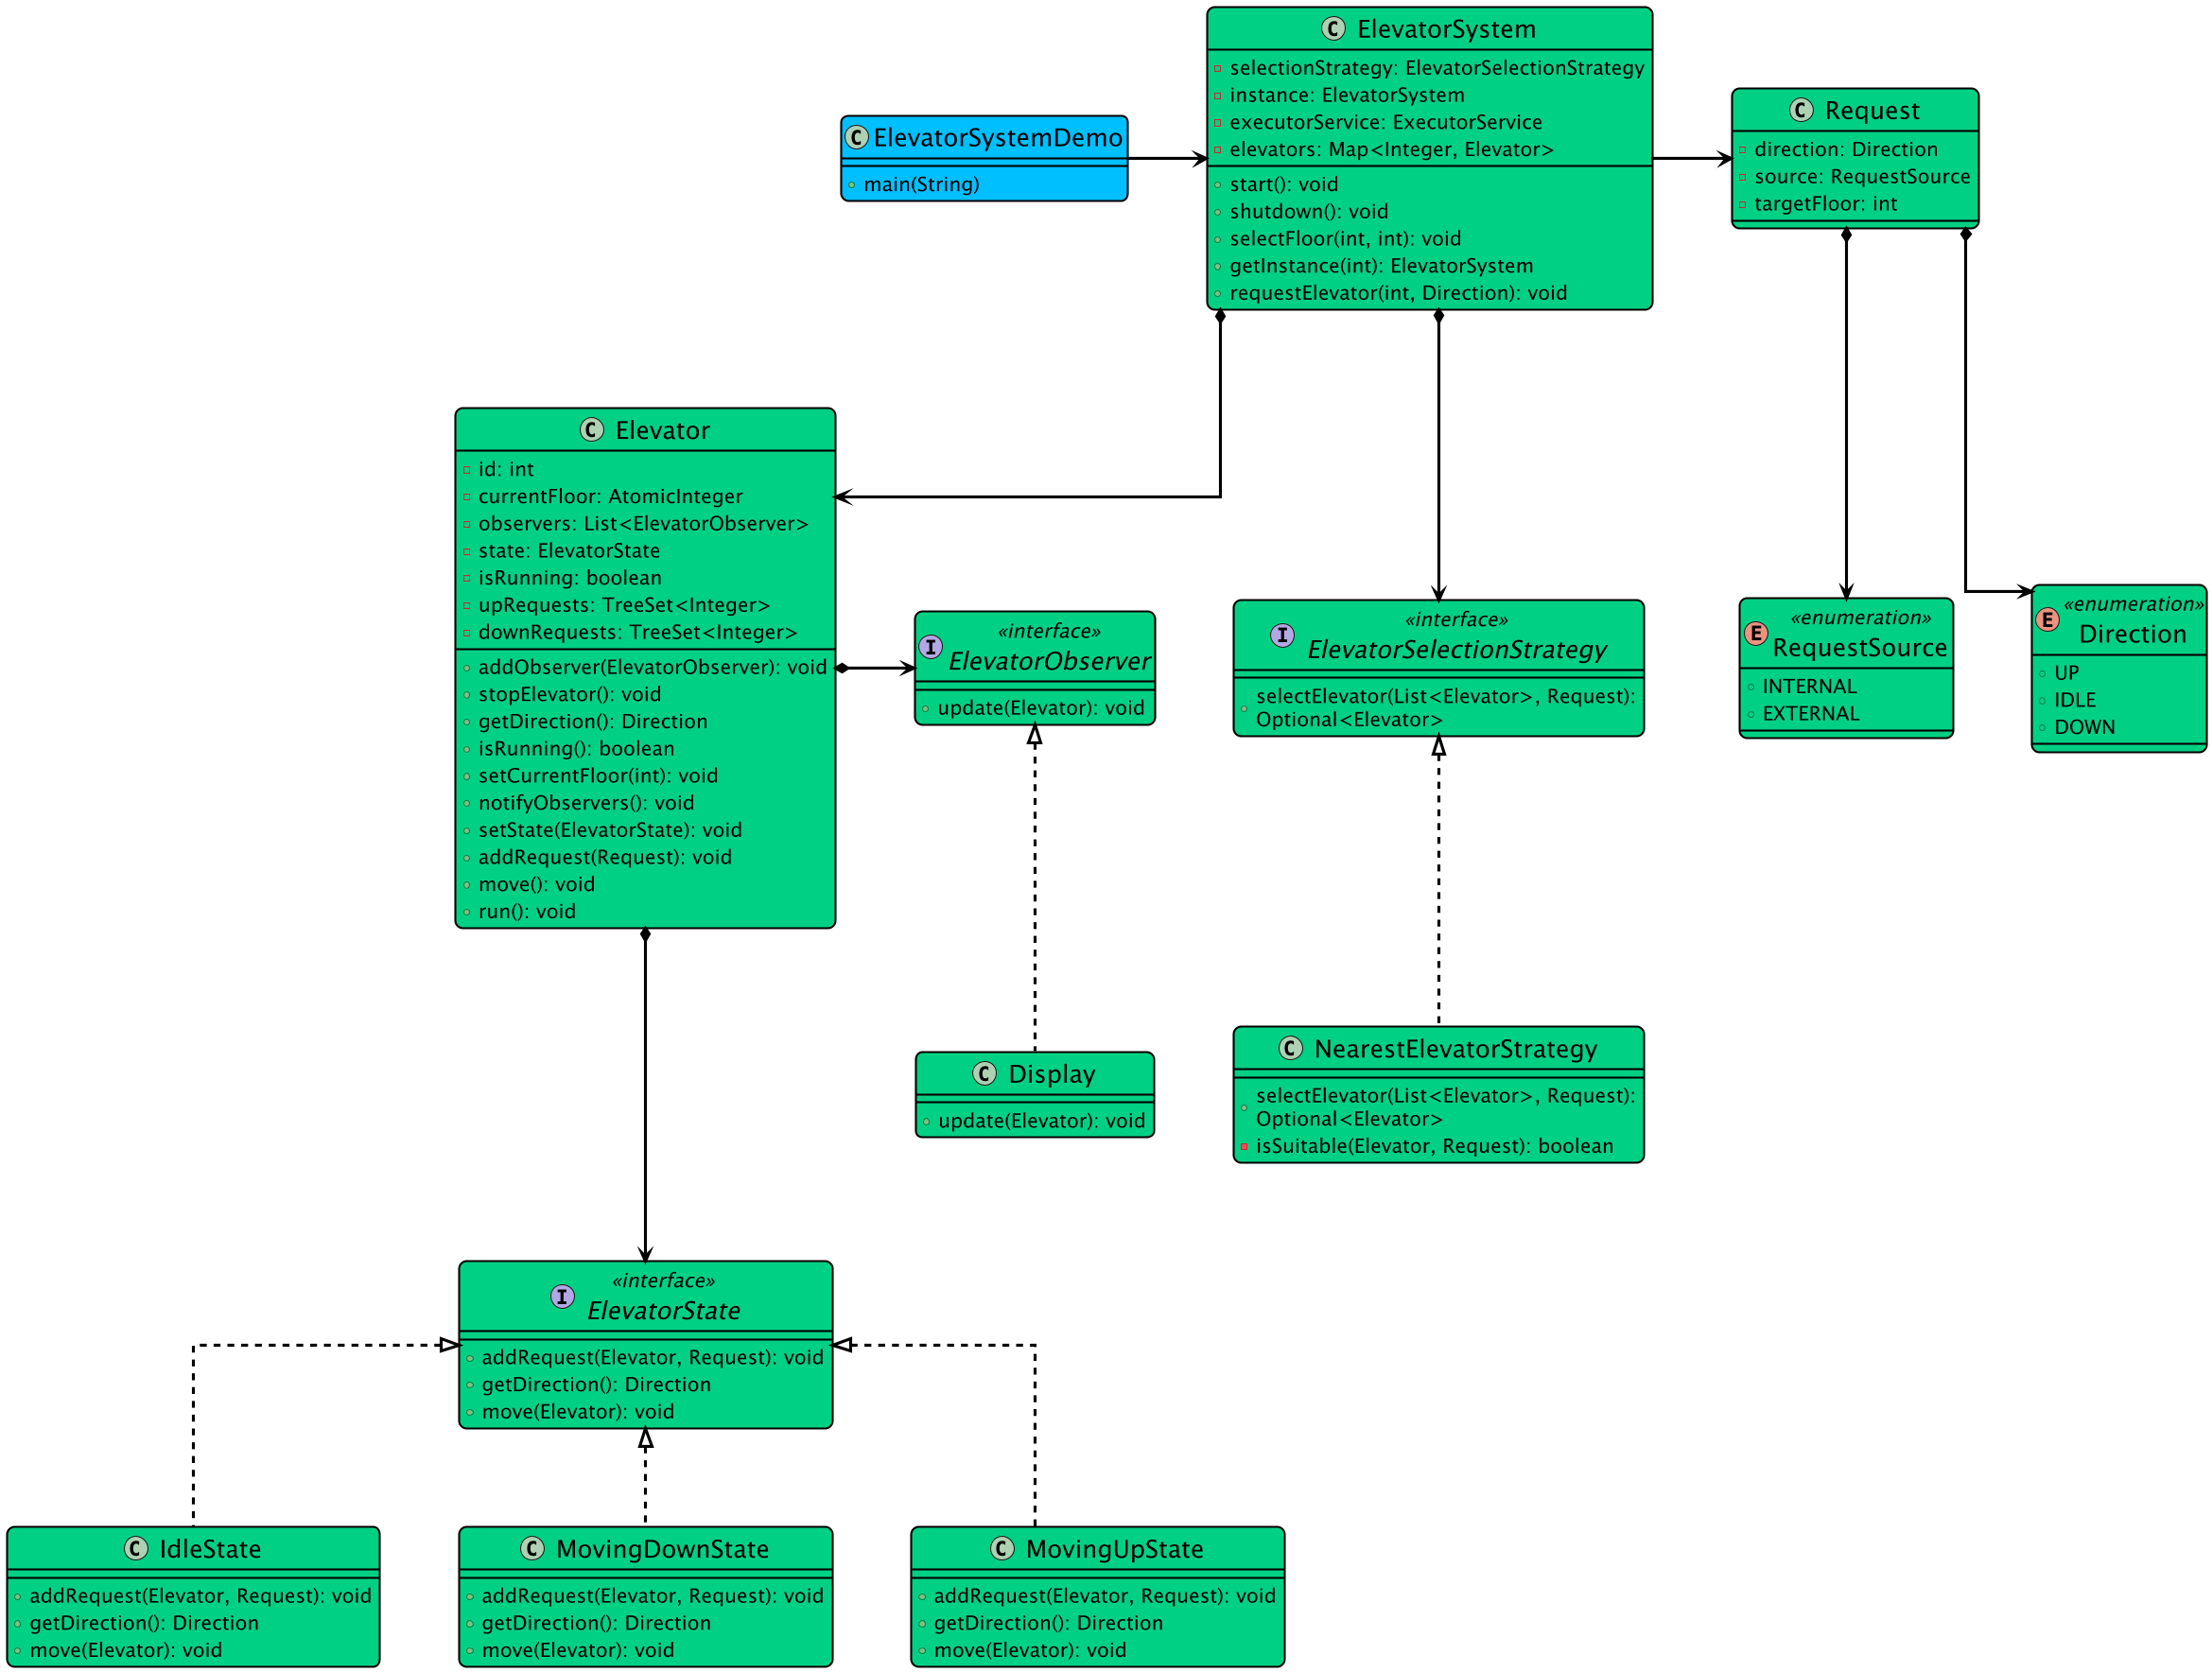 C ElevatorSystem
selectionStrategy: ElevatorSelectionStrategy
instance: ElevatorSystem
executorService: ExecutorService
elevators: Map<Integer, Elevator>
start(): void
shutdown(): void
selectFloor(int, int): void
getInstance(int): ElevatorSystem
requestElevator(int, Direction): void
C ElevatorSystemDemo
main(String)
C Request
direction: Direction
source: RequestSource
targetFloor: int
C Elevator
id: int
currentFloor: AtomicInteger
observers: List<ElevatorObserver>
state: ElevatorState
isRunning: boolean
upRequests: TreeSet<Integer>
downRequests: TreeSet<Integer>
addObserver(ElevatorObserver): void
stopElevator(): void
getDirection(): Direction
isRunning(): boolean
setCurrentFloor(int): void
notifyObservers(): void
setState(ElevatorState): void
addRequest(Request): void
move(): void
run(): void
«interface»
I ElevatorObserver
update(Elevator): void
«interface»
I ElevatorSelectionStrategy
selectElevator(List<Elevator>, Request):
Optional<Elevator>
«enumeration»
E RequestSource
INTERNAL
EXTERNAL
«enumeration»
E Direction
UP
IDLE
DOWN
C Display
update(Elevator): void
C NearestElevatorStrategy
selectElevator(List<Elevator>, Request):
Optional<Elevator>
isSuitable(Elevator, Request): boolean
«interface»
I ElevatorState
addRequest(Elevator, Request): void
getDirection(): Direction
move(Elevator): void
C IdleState
addRequest(Elevator, Request): void
getDirection(): Direction
move(Elevator): void
C MovingDownState
addRequest(Elevator, Request): void
getDirection(): Direction
move(Elevator): void
C MovingUpState
addRequest(Elevator, Request): void
getDirection(): Direction
move(Elevator): void